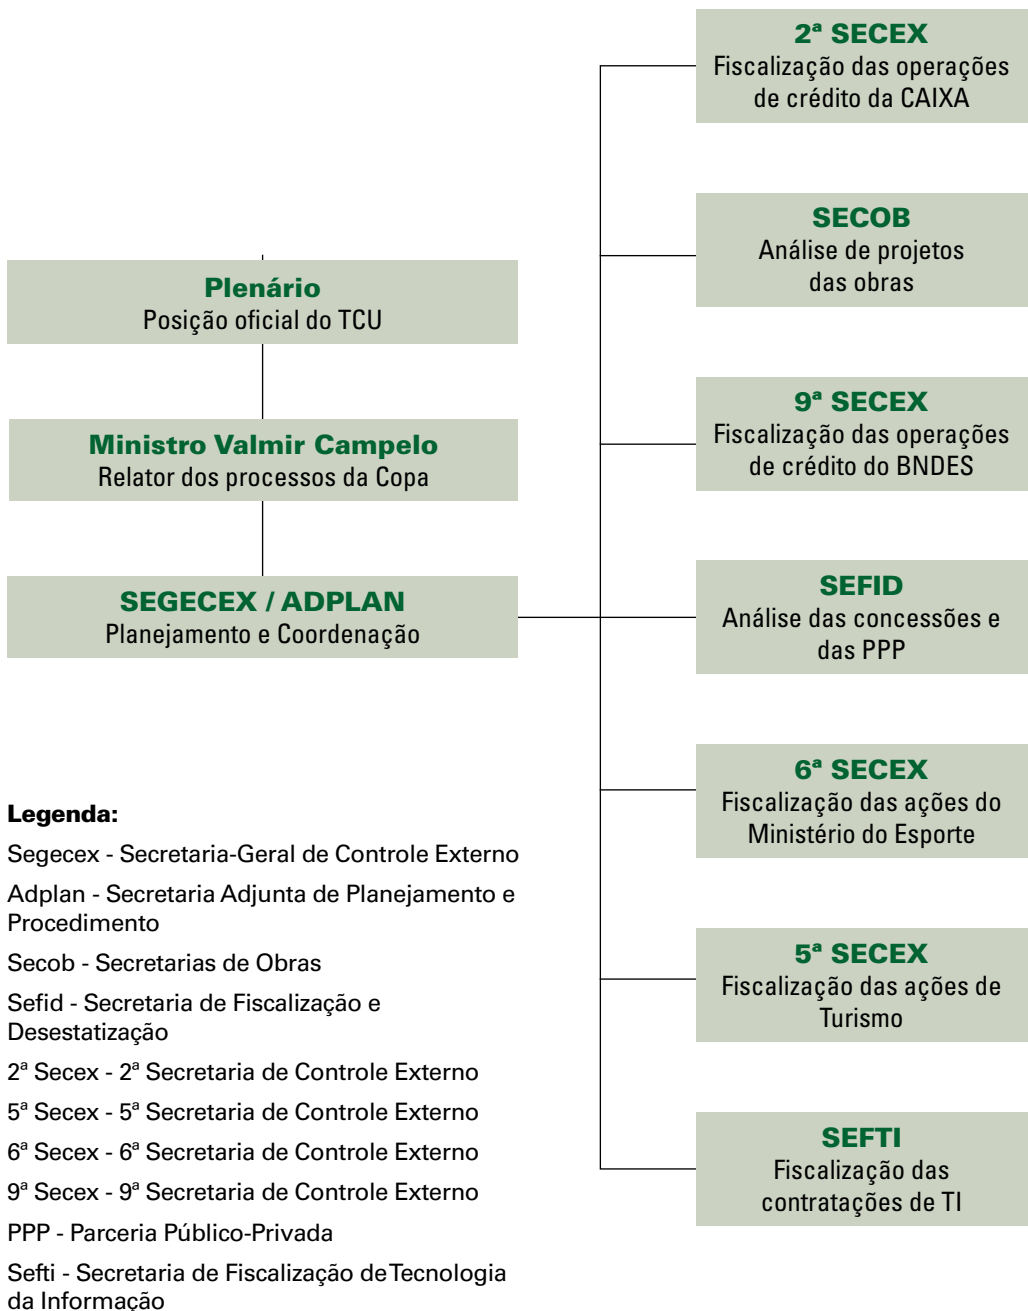 Plenário
Posição oficial do TCU
Ministro Valmir Campelo
Relator dos processos da Copa
SEGECEX / ADPLAN
Planejamento e Coordenação
2ª SECEX
Fiscalização das operações
de crédito da CAIXA
SECOB
Análise de projetos
das obras
9ª SECEX
Fiscalização das operações
de crédito do BNDES
SEFID
Análise das concessões e
das PPP
6ª SECEX
Fiscalização das ações do
Ministério do Esporte
5ª SECEX
Fiscalização das ações de
Turismo
SEFTI
Fiscalização das
contratações de TI
Legenda:
Segecex - Secretaria-Geral de Controle Externo
Adplan - Secretaria Adjunta de Planejamento e
Procedimento
Secob - Secretarias de Obras
Sefid - Secretaria de Fiscalização e
Desestatização
2ª Secex - 2ª Secretaria de Controle Externo
5ª Secex - 5ª Secretaria de Controle Externo
6ª Secex - 6ª Secretaria de Controle Externo
9ª Secex - 9ª Secretaria de Controle Externo
PPP - Parceria Público-Privada
Sefti - Secretaria de Fiscalização de Tecnologia
da Informação